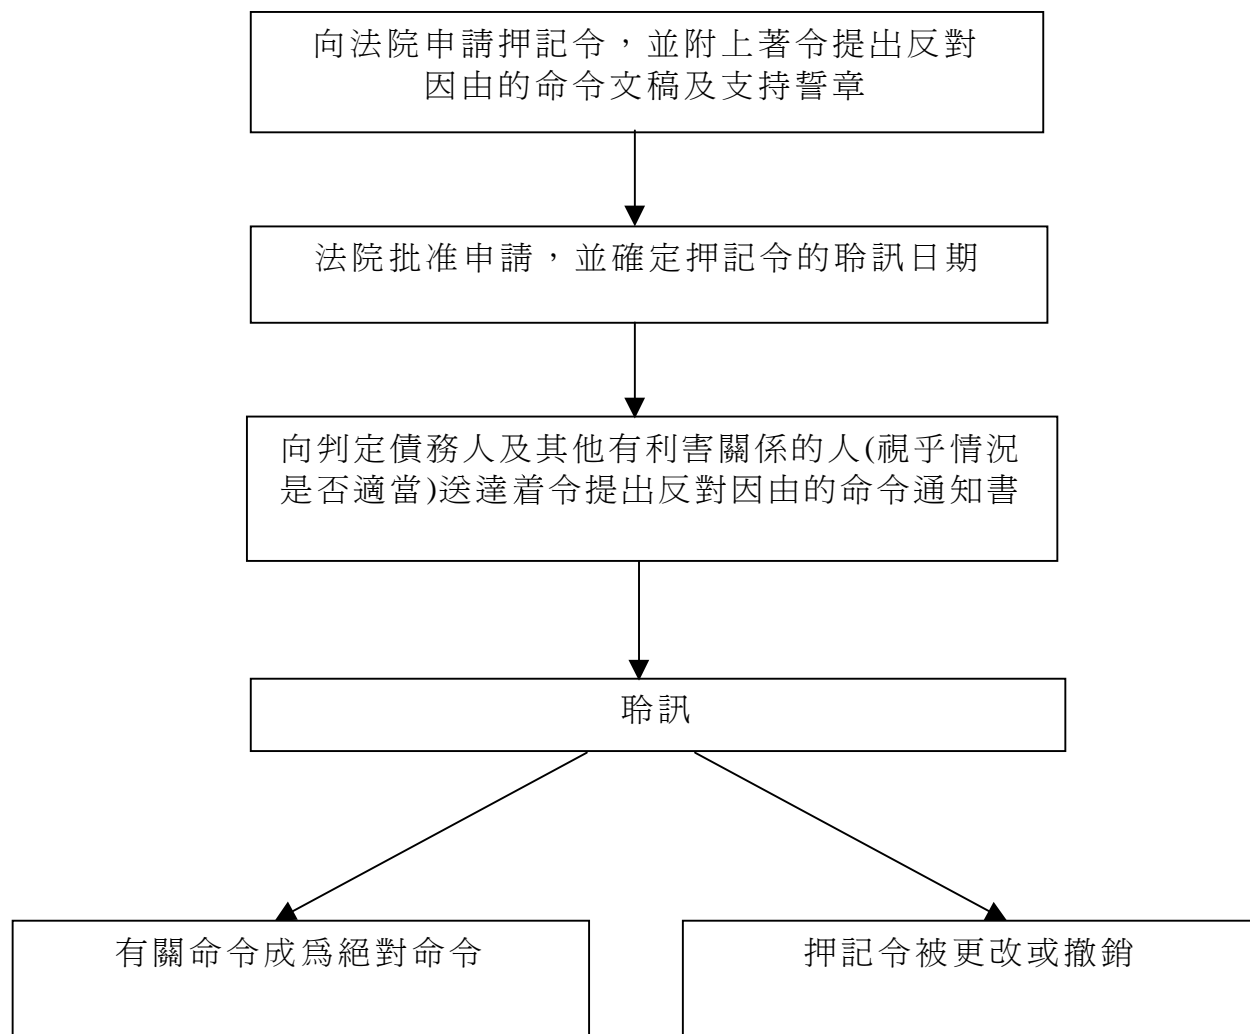 向法院申請押記令，並附上著令提出反對
因由的命令文稿及支持誓章
法院批准申請，並確定押記令的聆訊日期
向判定債務人及其他有利害關係的人(視乎情況
是否適當)送達着令提出反對因由的命令通知書
聆訊
有關命令成爲絕對命令
押記令被更改或撤銷